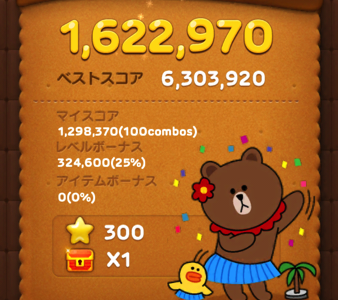 1,622,970
ベストスコア 6,303,920
マイスコア
1,298,370(100combos)
レベルボーナス
324,600(25%)
アイテムボーナス
0(0%)
300
X1